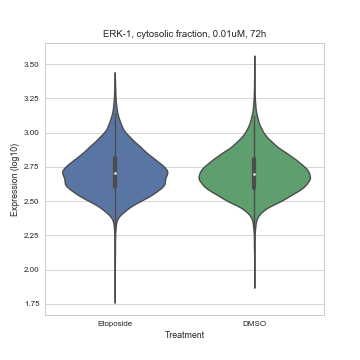 ERK-1, cytosolic fraction, 0.01uM, 72h
3.50
3.25
3.00
2.75
2.50
2.25
2.00
1.75
Expression (log10)
Etoposide
DMSO
Treatment